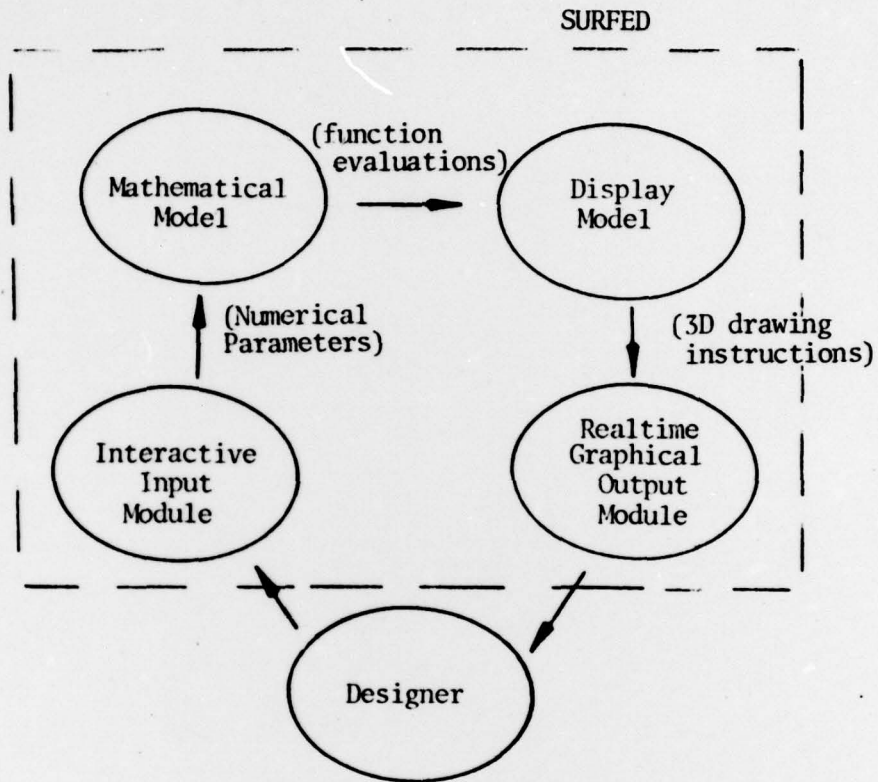 SURFED
(function
evaluations)
Mathematical
Model
Display
Model
(Numerical
Parameters)
(3D drawing
instructions)
Interactive
Input
Module
Realtime
Graphical
Output
Module
Designer